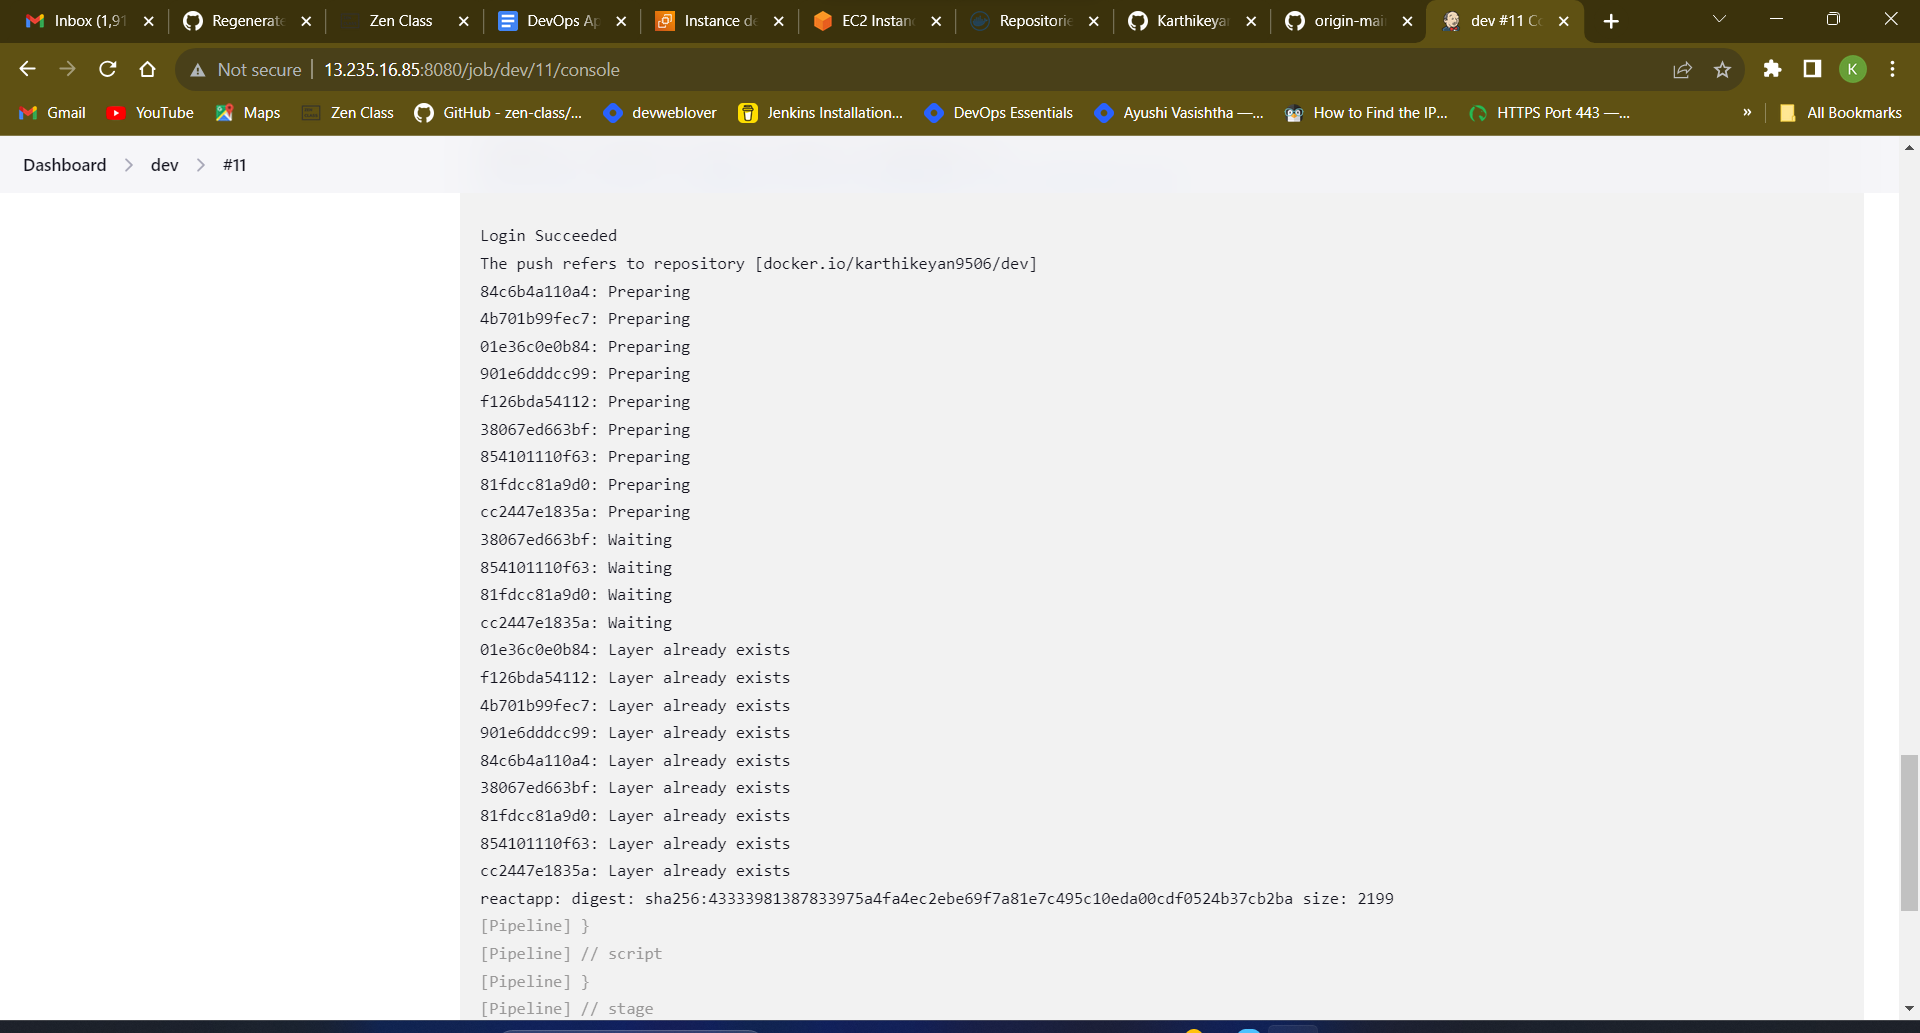 Inbox (1,91
Regenerate
Zen Class
DevOps Ap
Instance de
EC2 Instanc
Repositorie
Karthikeyan
origin-main
dev #11 Co
Not secure
13.235.16.85:8080/job/dev/11/console
K
Gmail
YouTube
Maps
Zen Class
GitHub - zen-class/...
devweblover
Jenkins Installation...
DevOps Essentials
Ayushi Vasishtha —...
How to Find the IP...
HTTPS Port 443 —...
»
All Bookmarks
Dashboard > dev > #11
Login Succeeded
The push refers to repository [docker.io/karthikeyan9506/dev]
84c6b4a110a4: Preparing
4b701b99fec7: Preparing
01e36c0e0b84: Preparing
901e6dddcc99: Preparing
f126bda54112: Preparing
38067ed663bf: Preparing
854101110f63: Preparing
81fdcc81a9d0: Preparing
cc2447e1835a: Preparing
38067ed663bf: Waiting
854101110f63: Waiting
81fdcc81a9d0: Waiting
cc2447e1835a: Waiting
01e36c0e0b84: Layer already exists
f126bda54112: Layer already exists
4b701b99fec7: Layer already exists
901e6dddcc99: Layer already exists
84c6b4a110a4: Layer already exists
38067ed663bf: Layer already exists
81fdcc81a9d0: Layer already exists
854101110f63: Layer already exists
cc2447e1835a: Layer already exists
reactapp: digest: sha256:43333981387833975a4fa4ec2ebe69f7a81e7c495c10eda00cdf0524b37cb2ba size: 2199
[Pipeline] }
[Pipeline] // script
[Pipeline] }
[Pipeline] // stage